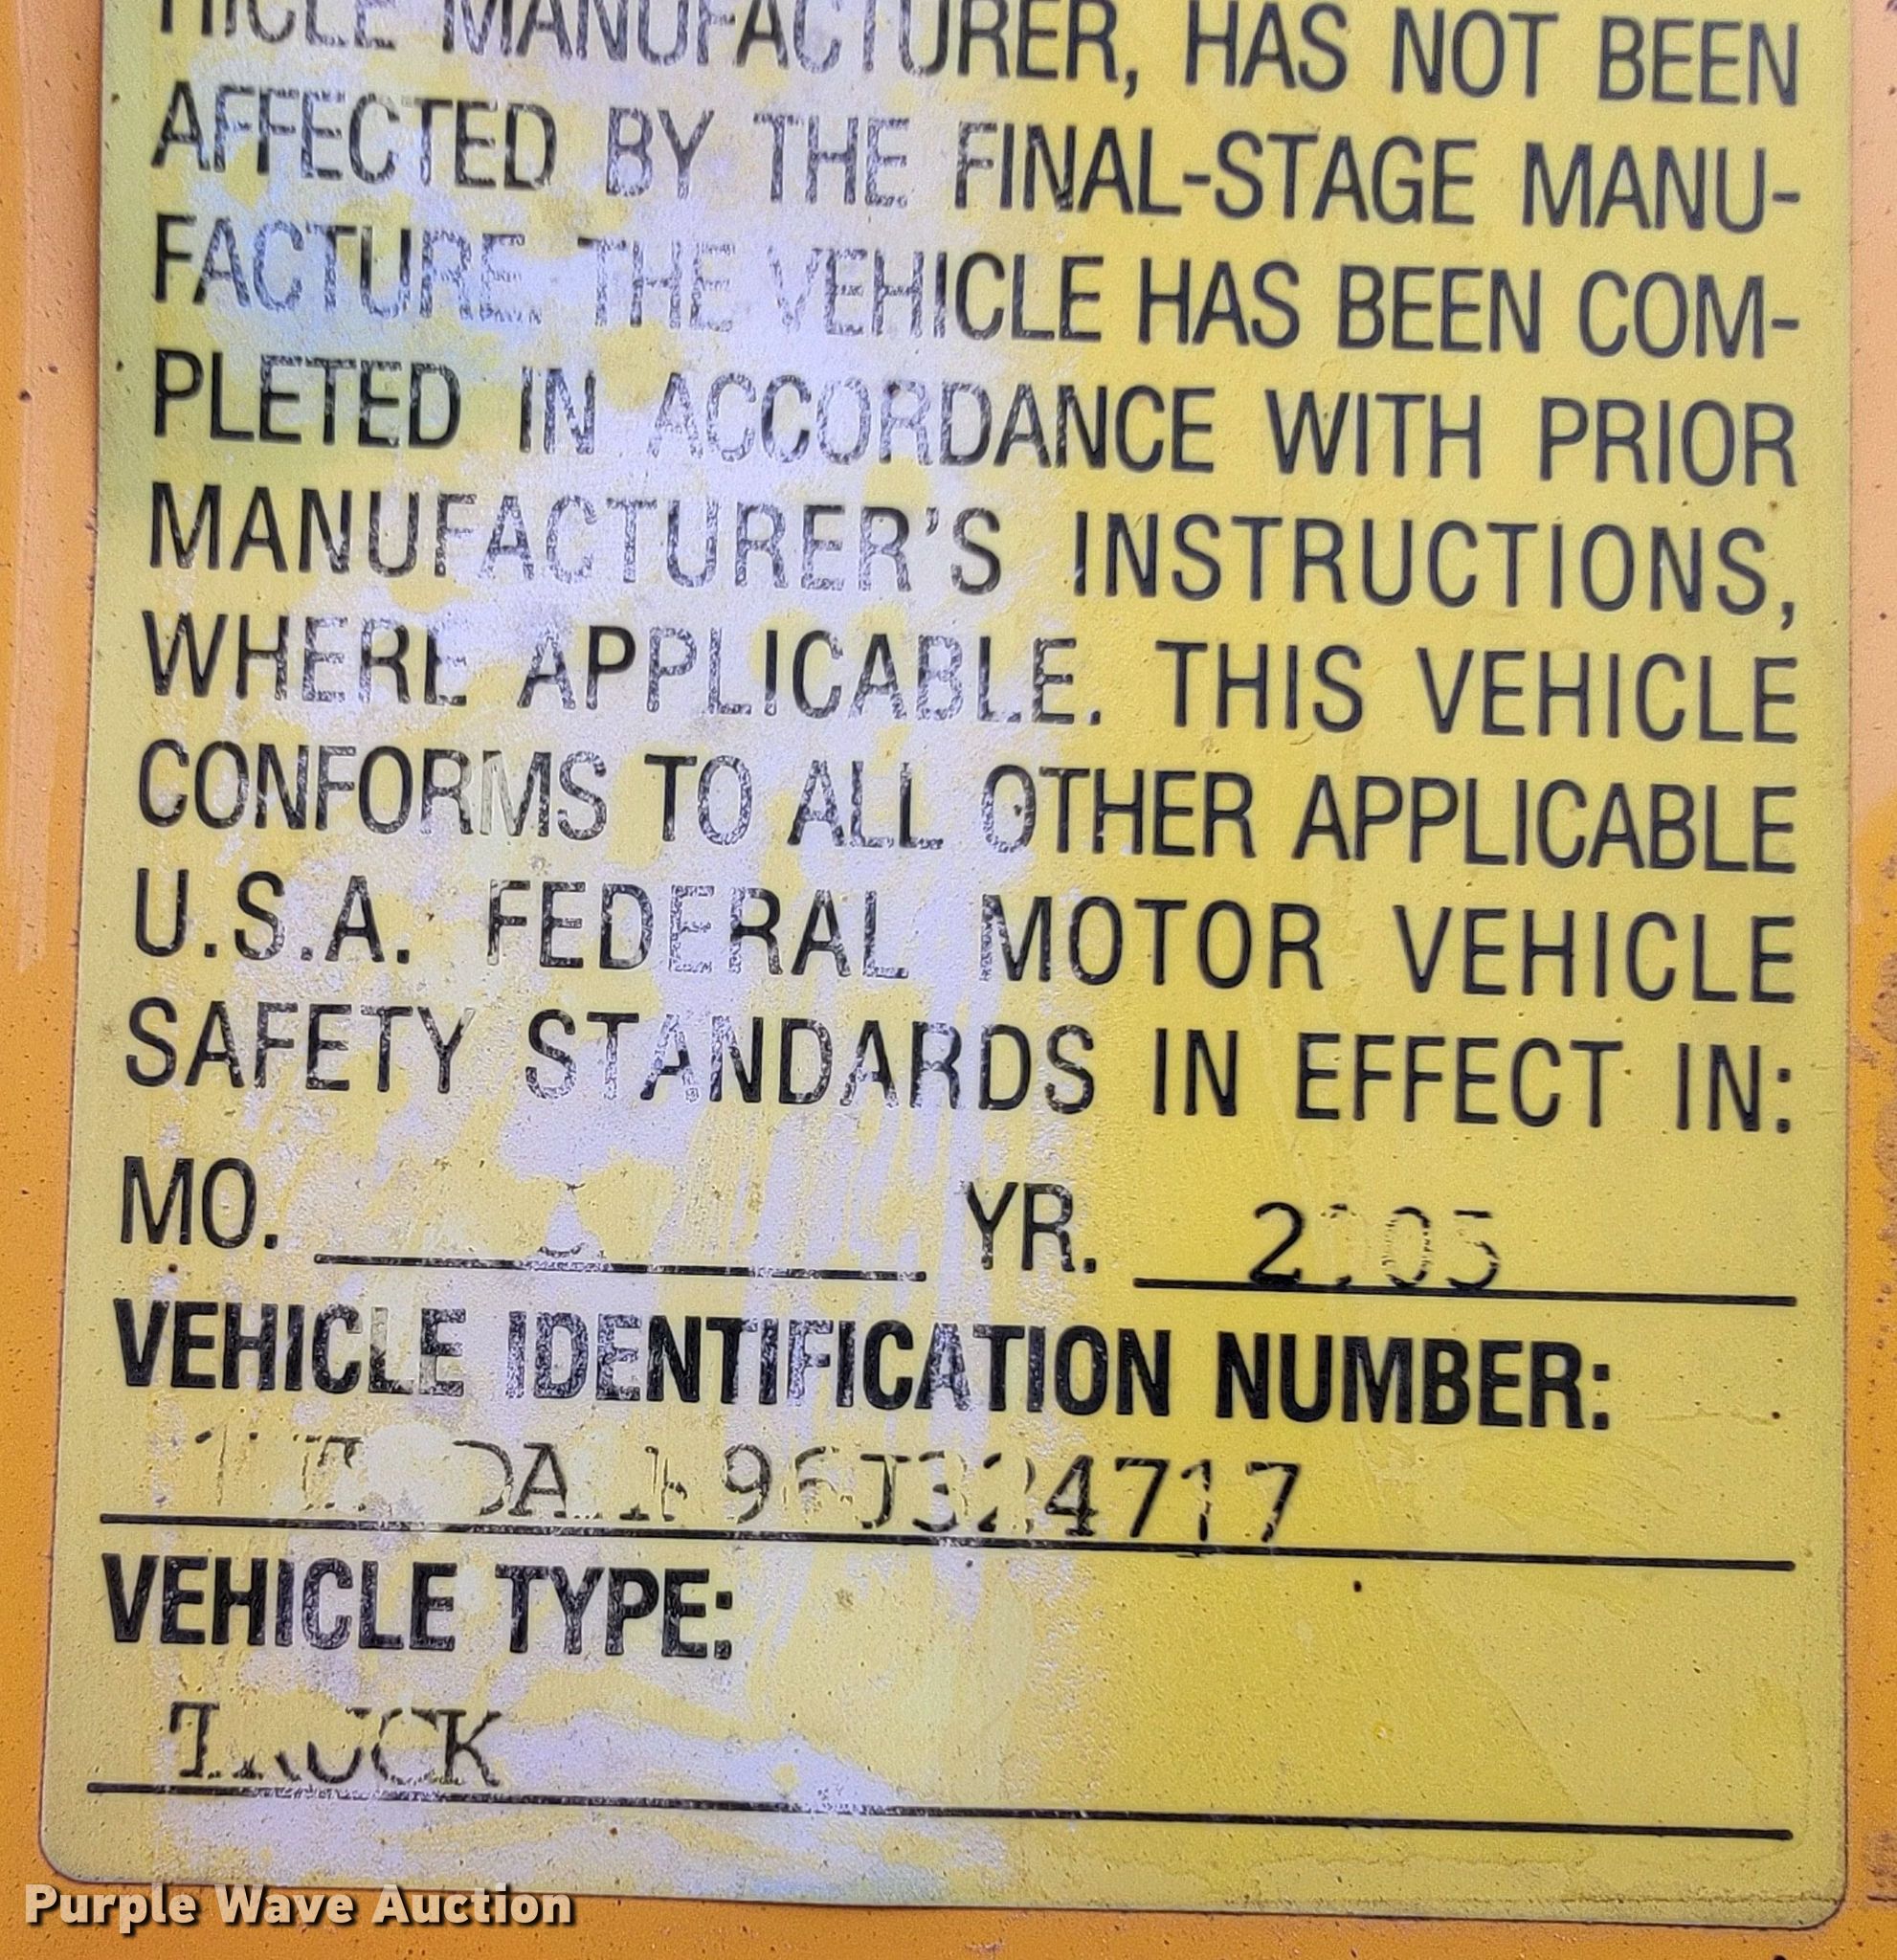 HICLE MANUFACTURER, HAS NOT BEEN
AFFECTED BY THE FINAL-STAGE MANU-
FACTURE. THE VEHICLE HAS BEEN COM-
PLETED IN ACCORDANCE WITH PRIOR
MANUFACTURER'S INSTRUCTIONS,
WHERE APPLICABLE. THIS VEHICLE
CONFORMS TO ALL OTHER APPLICABLE
U.S.A. FEDERAL MOTOR VEHICLE
SAFETY STANDARDS IN EFFECT IN:
MO. YR. 2005
VEHICLE IDENTIFICATION NUMBER:
VEHICLE TYPE:
TRUCK
Purple Wave Auction